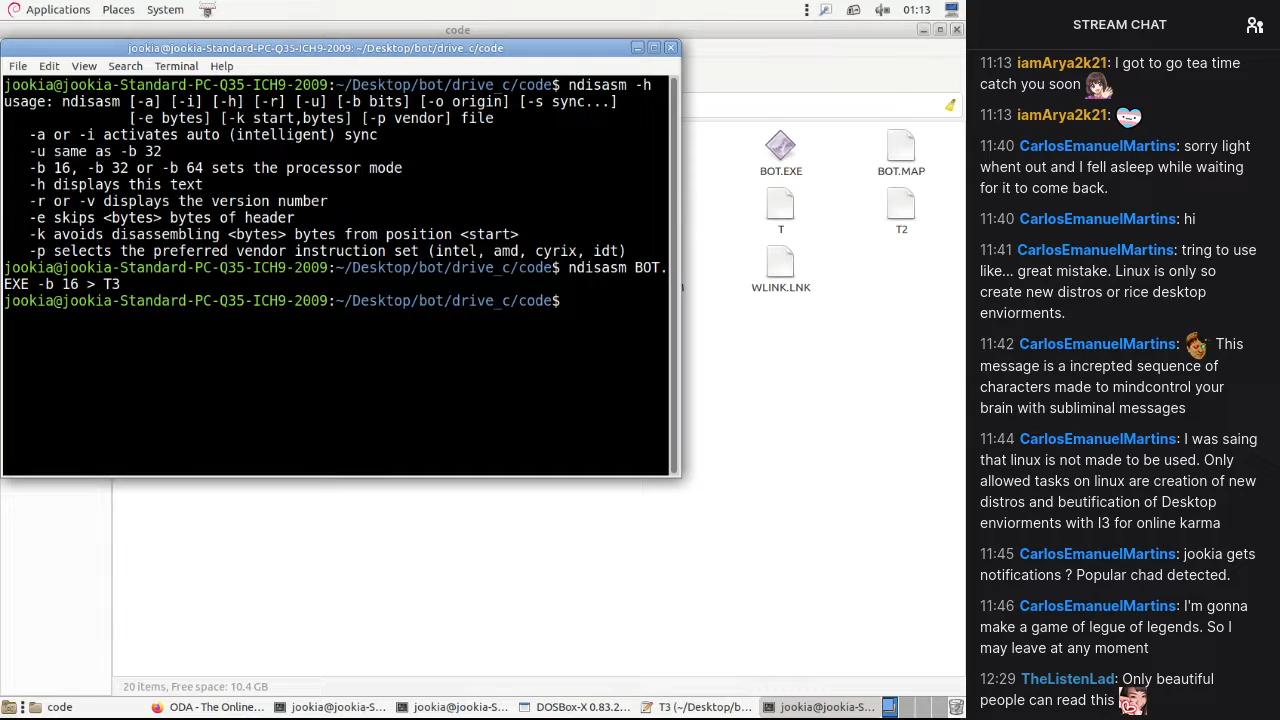 Applications Places System 01:13
code
jookia@jookia-Standard-PC-Q35-ICH9-2009: ~/Desktop/bot/drive_c/code
File Edit View Search Terminal Help
jookia@jookia-Standard-PC-Q35-ICH9-2009:~/Desktop/bot/drive_c/code$ ndisasm -h
usage: ndisasm [-a] [-i] [-h] [-r] [-u] [-b bits] [-o origin] [-s sync...]
[-e bytes] [-k start,bytes] [-p vendor] file
-a or -i activates auto (intelligent) sync
-u same as -b 32
-b 16, -b 32 or -b 64 sets the processor mode
-h displays this text
-r or -v displays the version number
-e skips <bytes> bytes of header
-k avoids disassembling <bytes> bytes from position <start>
-p selects the preferred vendor instruction set (intel, amd, cyrix, idt)
jookia@jookia-Standard-PC-Q35-ICH9-2009:~/Desktop/bot/drive_c/code$ ndisasm BOT.
EXE -b 16 > T3
jookia@jookia-Standard-PC-Q35-ICH9-2009:~/Desktop/bot/drive_c/code$
BOT.EXE BOT.MAP
T T2
WLINK.LNK
20 items, Free space: 10.4 GB
code ODA - The Online... jookia@jookia-S... jookia@jookia-S... DOSBox-X 0.83.2... T3 (~/Desktop/b... jookia@jookia-S...
STREAM CHAT
11:13 iamArya2k21: I got to go tea time
catch you soon
11:13 iamArya2k21:
11:40 CarlosEmanuelMartins: sorry light
whent out and I fell asleep while waiting
for it to come back.
11:40 CarlosEmanuelMartins: hi
11:41 CarlosEmanuelMartins: tring to use
like... great mistake. Linux is only so
create new distros or rice desktop
enviorments.
11:42 CarlosEmanuelMartins: This
message is a increpted sequence of
characters made to mindcontrol your
brain with subliminal messages
11:44 CarlosEmanuelMartins: I was saing
that linux is not made to be used. Only
allowed tasks on linux are creation of new
distros and beutification of Desktop
enviorments with I3 for online karma
11:45 CarlosEmanuelMartins: jookia gets
notifications ? Popular chad detected.
11:46 CarlosEmanuelMartins: I'm gonna
make a game of legue of legends. So I
may leave at any moment
12:29 TheListenLad: Only beautiful
people can read this